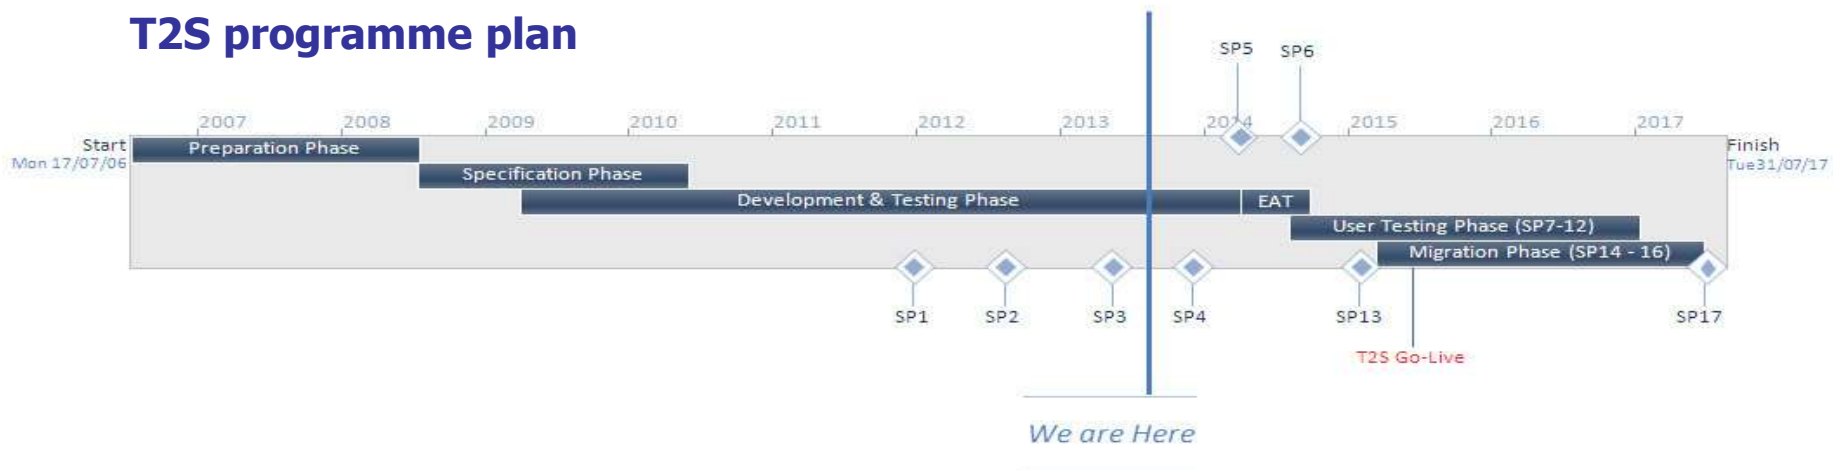 T2S programme plan
SP5 SP6
2007 2008 2009 2010 2011 2012 2013 2014 2015 2016 2017
Start
Mon 17/07/06
Finish
Tue31/07/17
Preparation Phase
Specification Phase
Development & Testing Phase EAT
User Testing Phase (SP7-12)
Migration Phase (SP14 - 16)
SP1 SP2 SP3 SP4 SP13 SP17
T2S Go-Live
We are Here